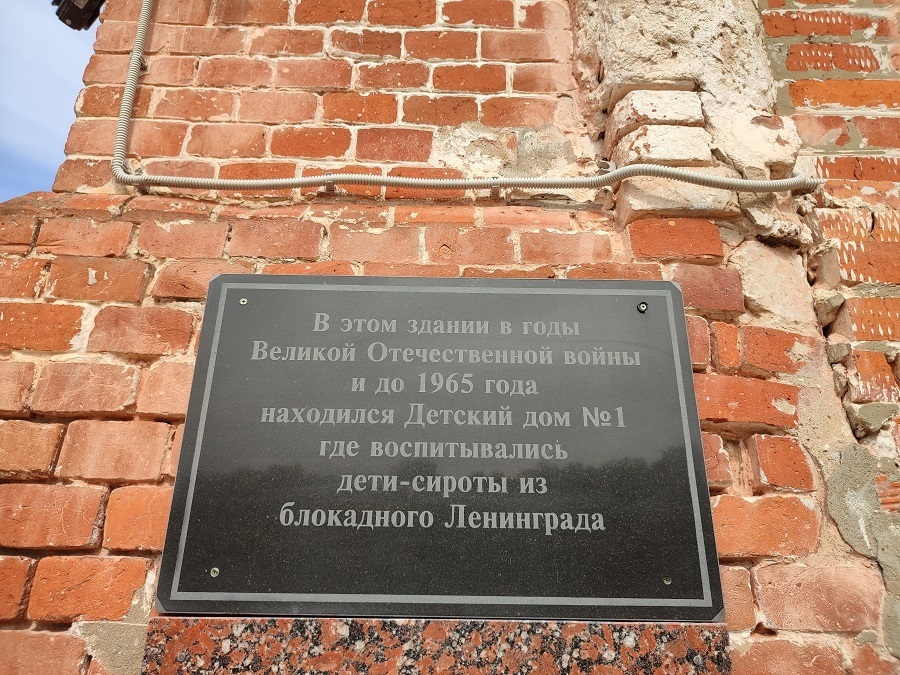 В этом здании в годы
Великой Отечественной войны
и до 1965 года
находился Детский дом №1
где воспитывались
дети-сироты из
блокадного Ленинграда